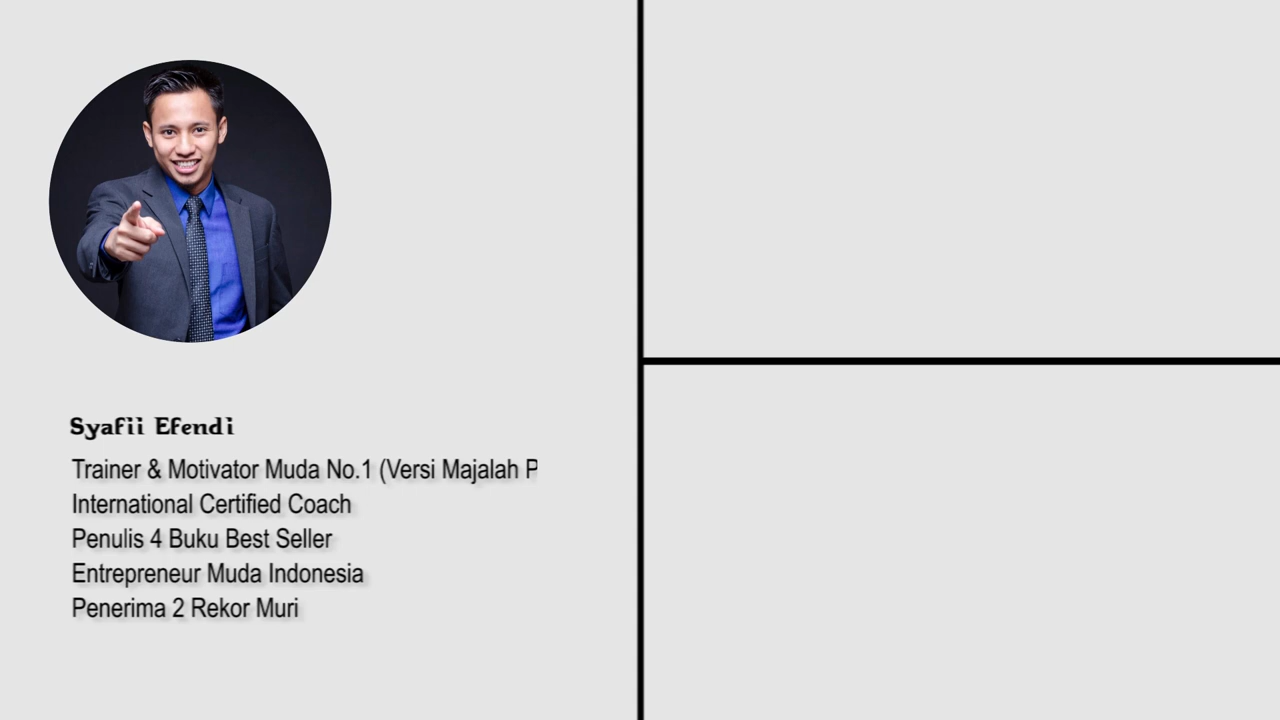 Syafii Efendi
Trainer & Motivator Muda No.1 (Versi Majalah P
International Certified Coach
Penulis 4 Buku Best Seller
Entrepreneur Muda Indonesia
Penerima 2 Rekor Muri